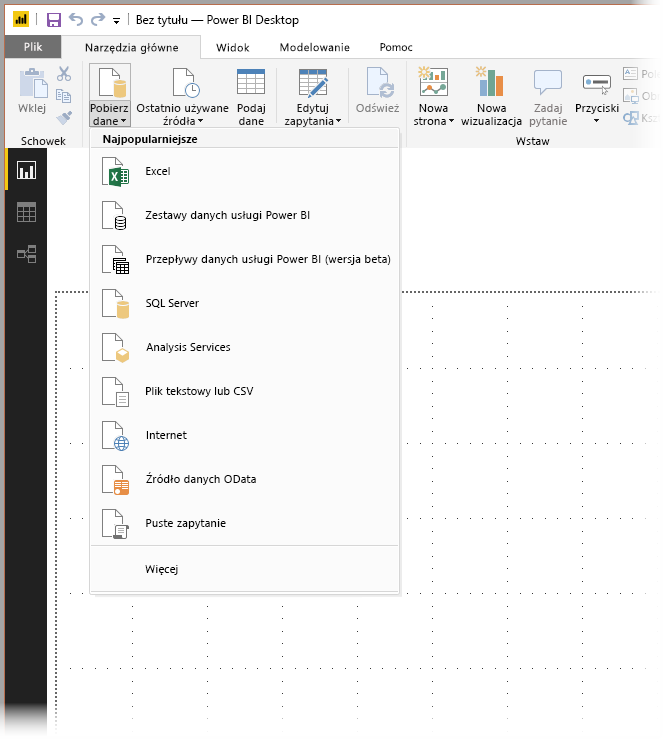 Bez tytułu — Power BI Desktop
Plik
Narzędzia główne
Widok
Modelowanie
Pomoc
Wklej
Pobierz
dane
Ostatnio używane
źródła
Podaj
dane
Edytuj
zapytania
Odśwież
Nowa
strona
Nowa
wizualizacja
Zadaj
pytanie
Przyciski
Schowek
Wstaw
Najpopularniejsze
Excel
Zestawy danych usługi Power BI
Przepływy danych usługi Power BI (wersja beta)
SQL Server
Analysis Services
Plik tekstowy lub CSV
Internet
Źródło danych OData
Puste zapytanie
Więcej